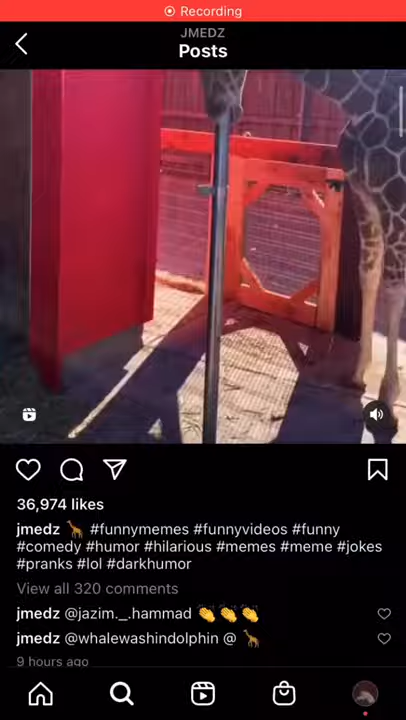 Recording
JMEDZ
Posts
36,974 likes
jmedz 🦒 #funnymemes #funnyvideos #funny
#comedy #humor #hilarious #memes #meme #jokes
#pranks #lol #darkhumor
View all 320 comments
jmedz @jazim._.hammad 👏👏👏
jmedz @whalewashindolphin @ 🦒
9 hours ago